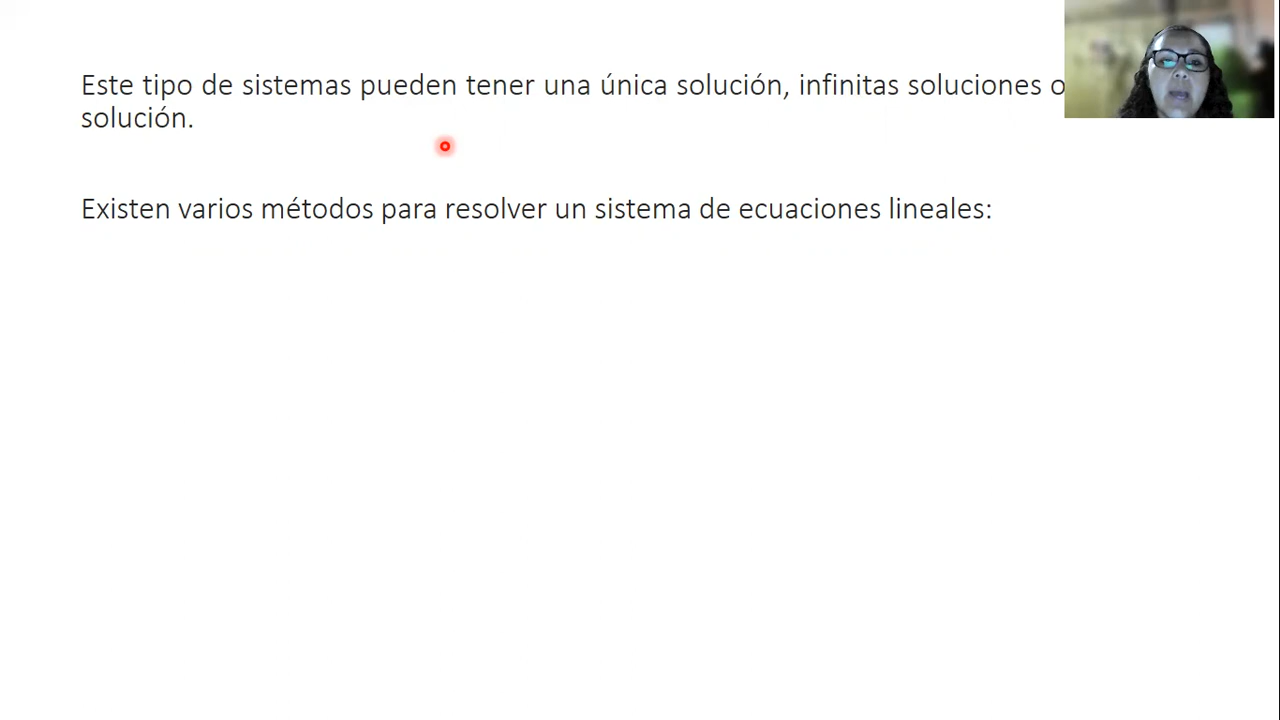 Este tipo de sistemas pueden tener una única solución, infinitas soluciones o
solución.
Existen varios métodos para resolver un sistema de ecuaciones lineales: